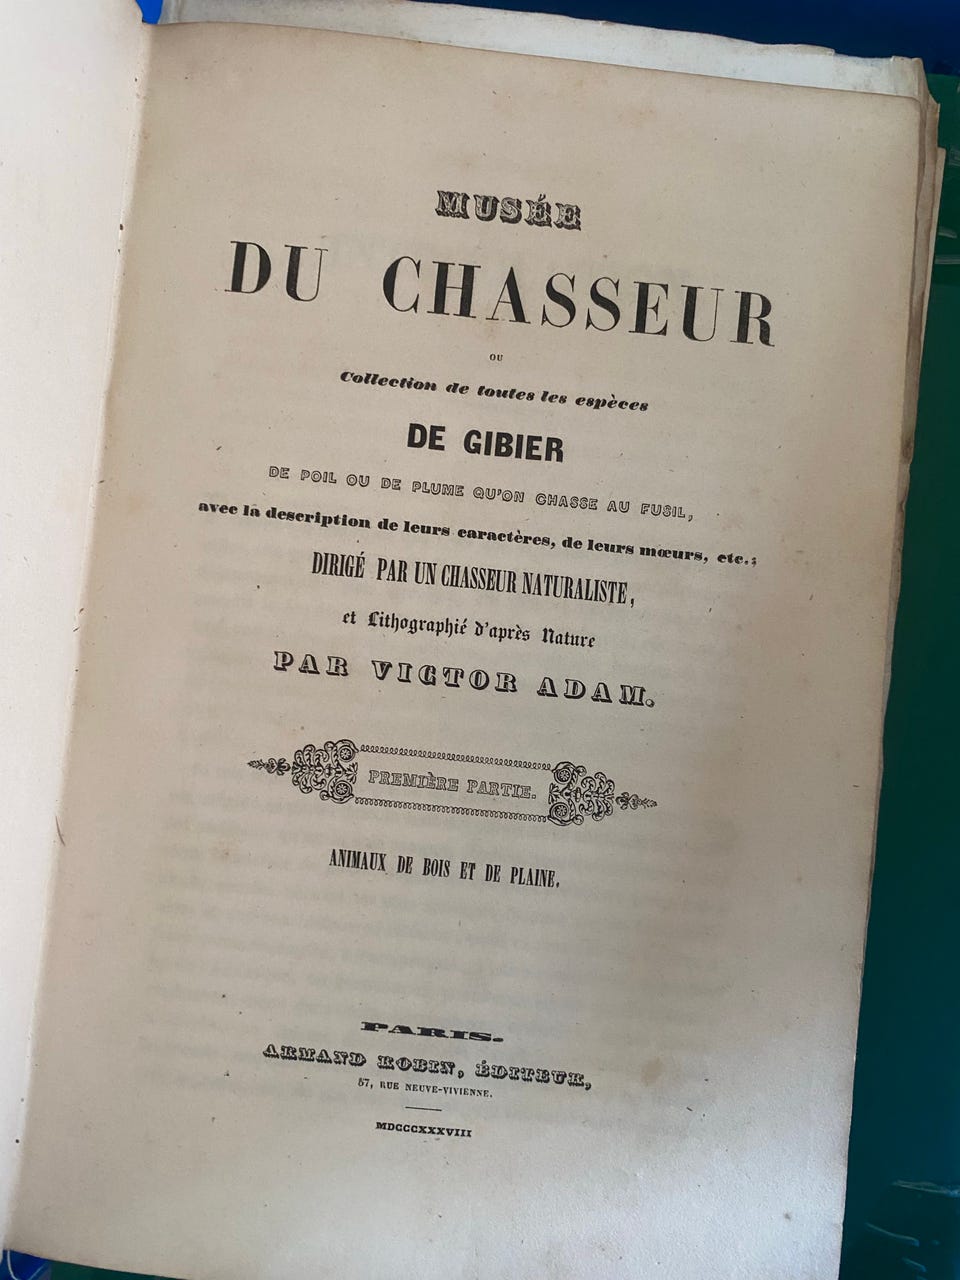 MUSÉE
DU CHASSEUR
OU
Collection de toutes les espèces
DE GIBIER
DE POIL OU DE PLUME QU'ON CHASSE AU FUSIL,
avec la description de leurs caractères, de leurs mœurs, etc.;
DIRIGÉ PAR UN CHASSEUR NATURALISTE,
et Lithographié d'après Nature
PAR VICTOR ADAM.
PREMIÈRE PARTIE.
ANIMAUX DE BOIS ET DE PLAINE.
PARIS.
ARMAND ROBIN, ÉDITEUR,
57, RUE NEUVE-VIVIENNE.
MDCCCXXXVIII